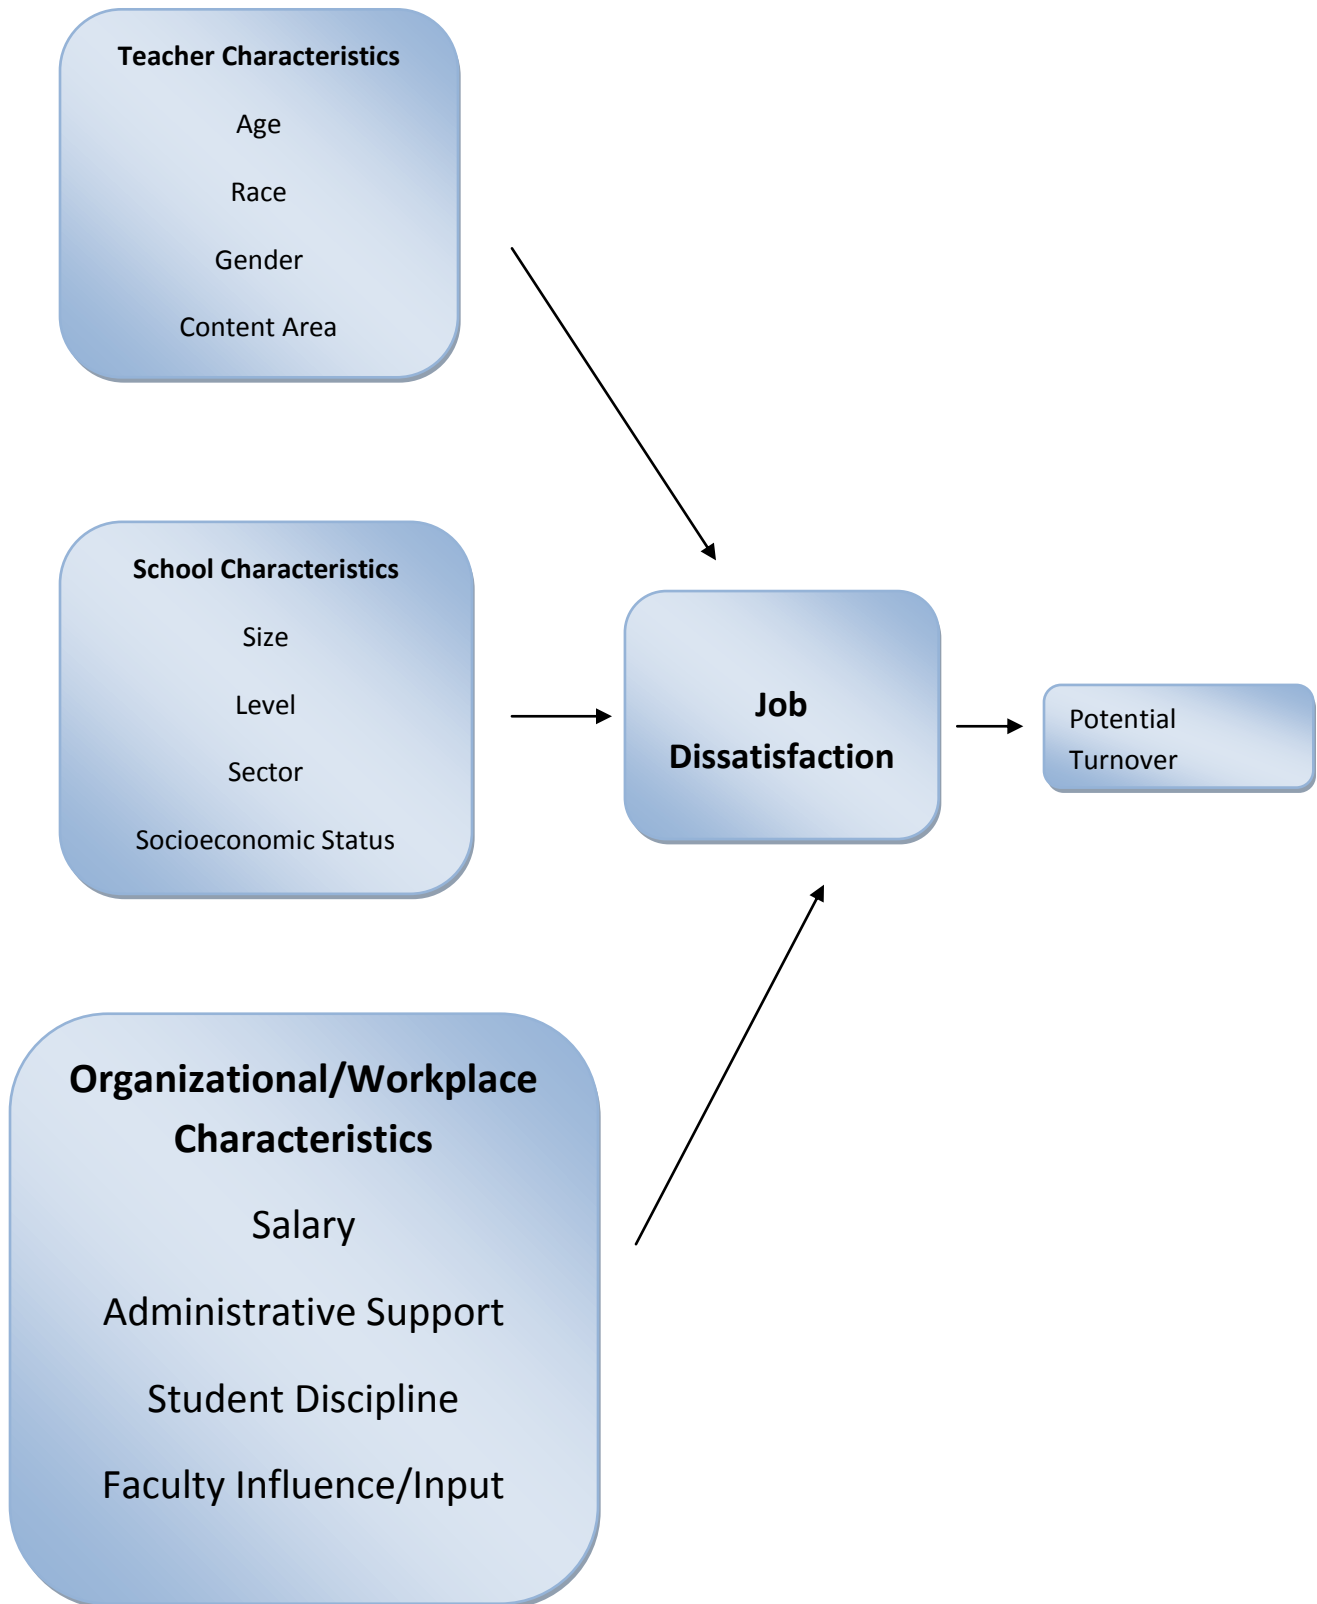 Teacher Characteristics
Age
Race
Gender
Content Area
School Characteristics
Size
Level
Sector
Socioeconomic Status
Job
Dissatisfaction
Potential
Turnover
Organizational/Workplace
Characteristics
Salary
Administrative Support
Student Discipline
Faculty Influence/Input